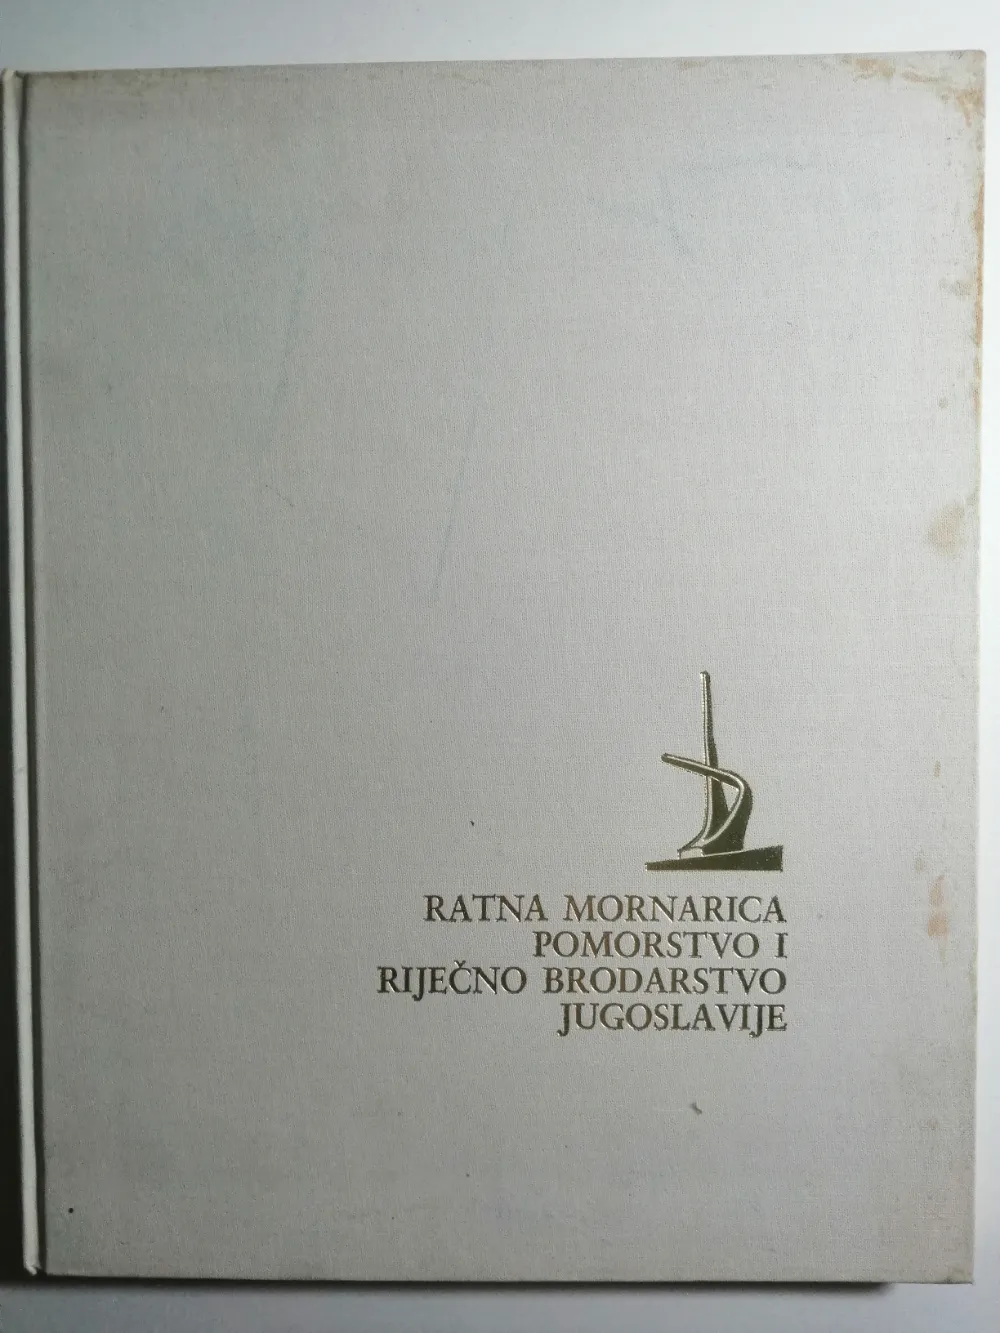 RATNA MORNARICA
POMORSTVO I
RIJEČNO BRODARSTVO
JUGOSLAVIJE